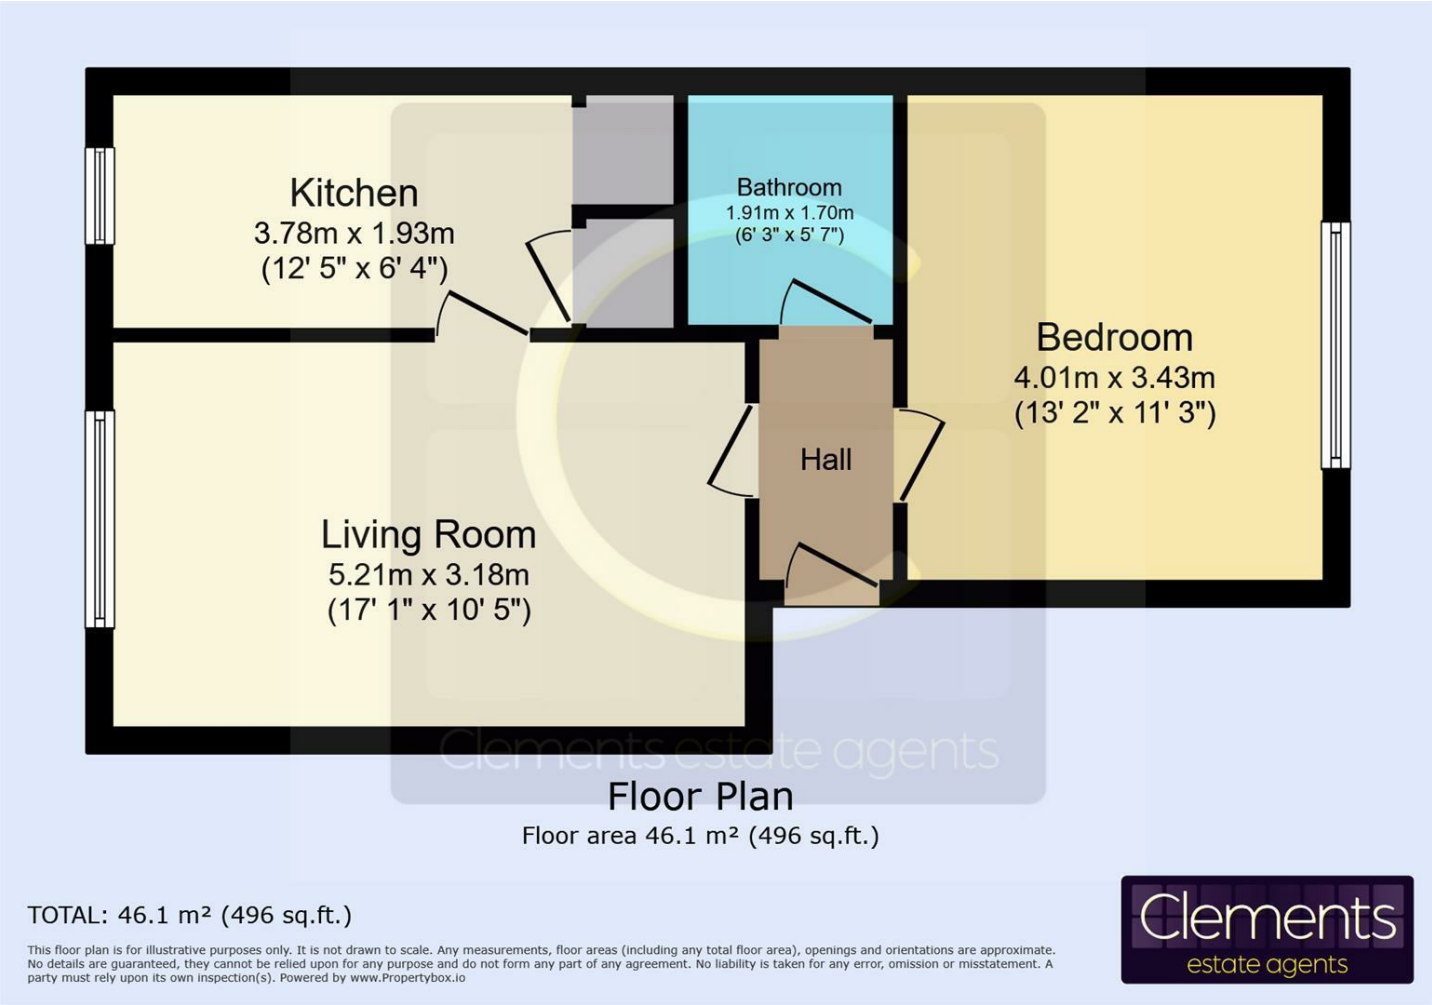 Kitchen
3.78m x 1.93m
(12' 5" x 6' 4")
Bathroom
1.91m x 1.70m
(6' 3" x 5' 7")
Bedroom
4.01m x 3.43m
(13' 2" x 11' 3")
Hall
Living Room
5.21m x 3.18m
(17' 1" x 10' 5")
Clements estate agents
Floor Plan
Floor area 46.1 m² (496 sq.ft.)
TOTAL: 46.1 m² (496 sq.ft.)
This floor plan is for illustrative purposes only. It is not drawn to scale. Any measurements, floor areas (including any total floor area), openings and orientations are approximate.
No details are guaranteed, they cannot be relied upon for any purpose and do not form any part of any agreement. No liability is taken for any error, omission or misstatement. A
party must rely upon its own inspection(s). Powered by www.Propertybox.io
Clements
estate agents